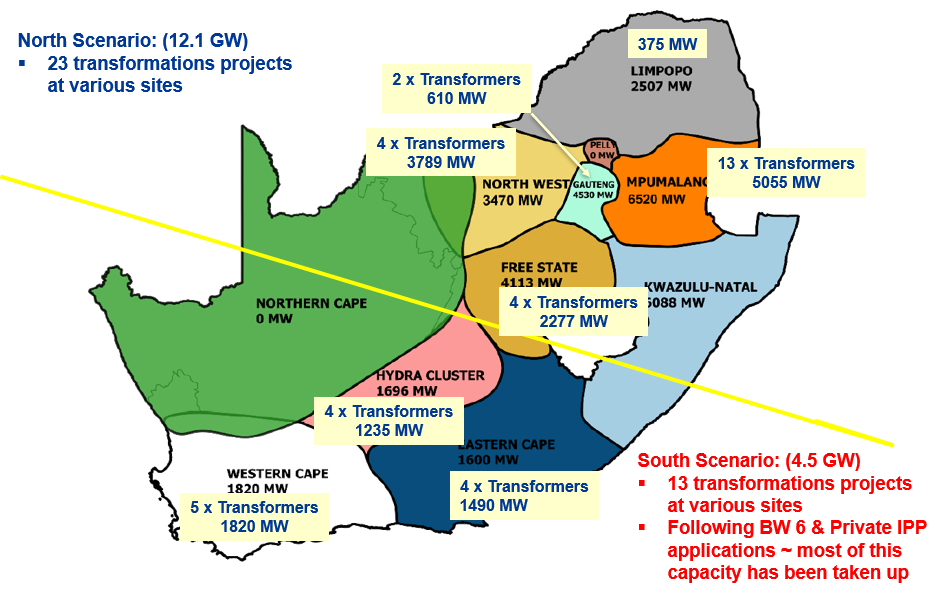 North Scenario: (12.1 GW)
▪ 23 transformations projects
at various sites
375 MW
LIMPOPO
2507 MW
2 x Transformers
610 MW
4 x Transformers
3789 MW
PELLY
0 MW
13 x Transformers
5055 MW
NORTH WEST
3470 MW
GAUTENG
4530 MW
MPUMALANG
6520 MW
FREE STATE
4113 MW
KWAZULU-NATAL
6088 MW
4 x Transformers
2277 MW
NORTHERN CAPE
0 MW
HYDRA CLUSTER
1696 MW
4 x Transformers
1235 MW
EASTERN CAPE
1600 MW
WESTERN CAPE
1820 MW
5 x Transformers
1820 MW
4 x Transformers
1490 MW
South Scenario: (4.5 GW)
▪ 13 transformations projects
at various sites
▪ Following BW 6 & Private IPP
applications ~ most of this
capacity has been taken up